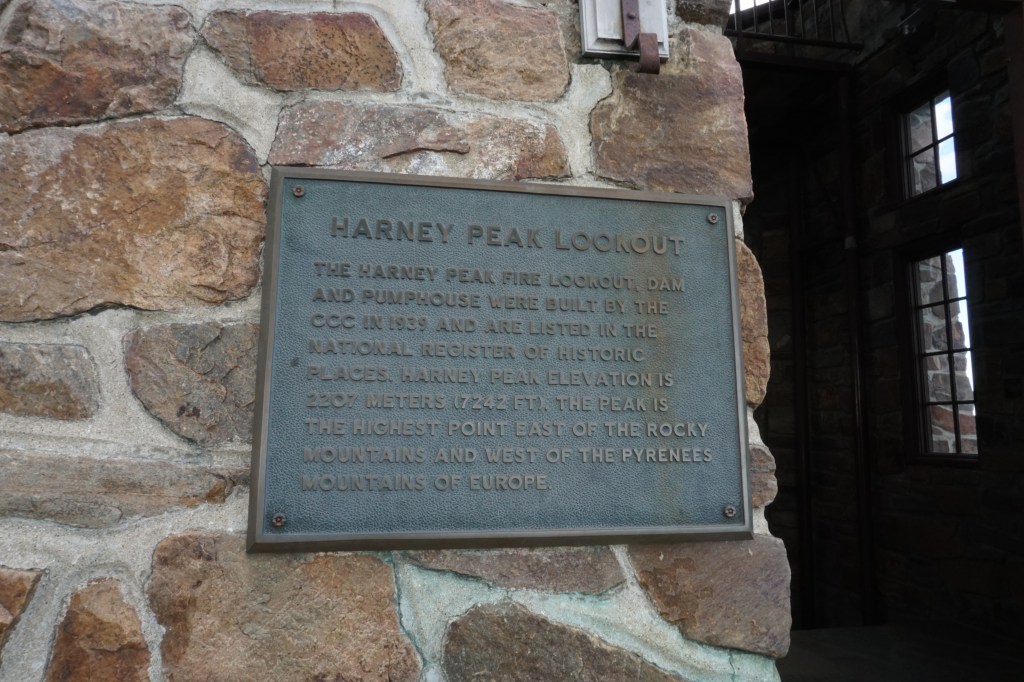 HARNEY PEAK LOOKOUT
THE HARNEY PEAK FIRE LOOKOUT, DAM
AND PUMPHOUSE WERE BUILT BY THE
CCC IN 1939 AND ARE LISTED IN THE
NATIONAL REGISTER OF HISTORIC
PLACES. HARNEY PEAK ELEVATION IS
2207 METERS (7242 FT). THE PEAK IS
THE HIGHEST POINT EAST OF THE ROCKY
MOUNTAINS AND WEST OF THE PYRENEES
MOUNTAINS OF EUROPE.